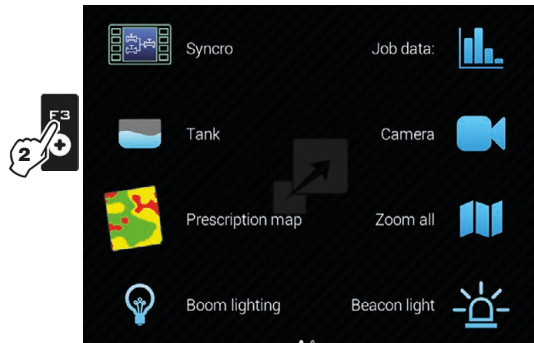 Syncro
Job data:
F3
2
Tank
Camera
Prescription map
Zoom all
Boom lighting
Beacon light